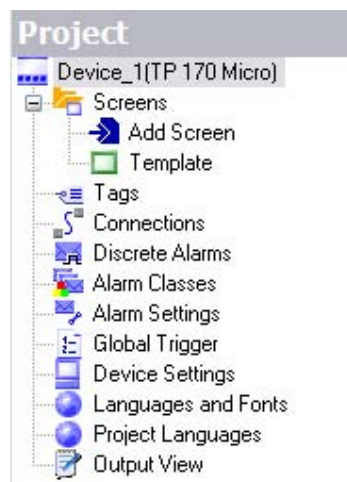 Project
Device_1(TP 170 Micro)
Screens
Add Screen
Template
Tags
Connections
Discrete Alarms
Alarm Classes
Alarm Settings
Global Trigger
Device Settings
Languages and Fonts
Project Languages
Output View